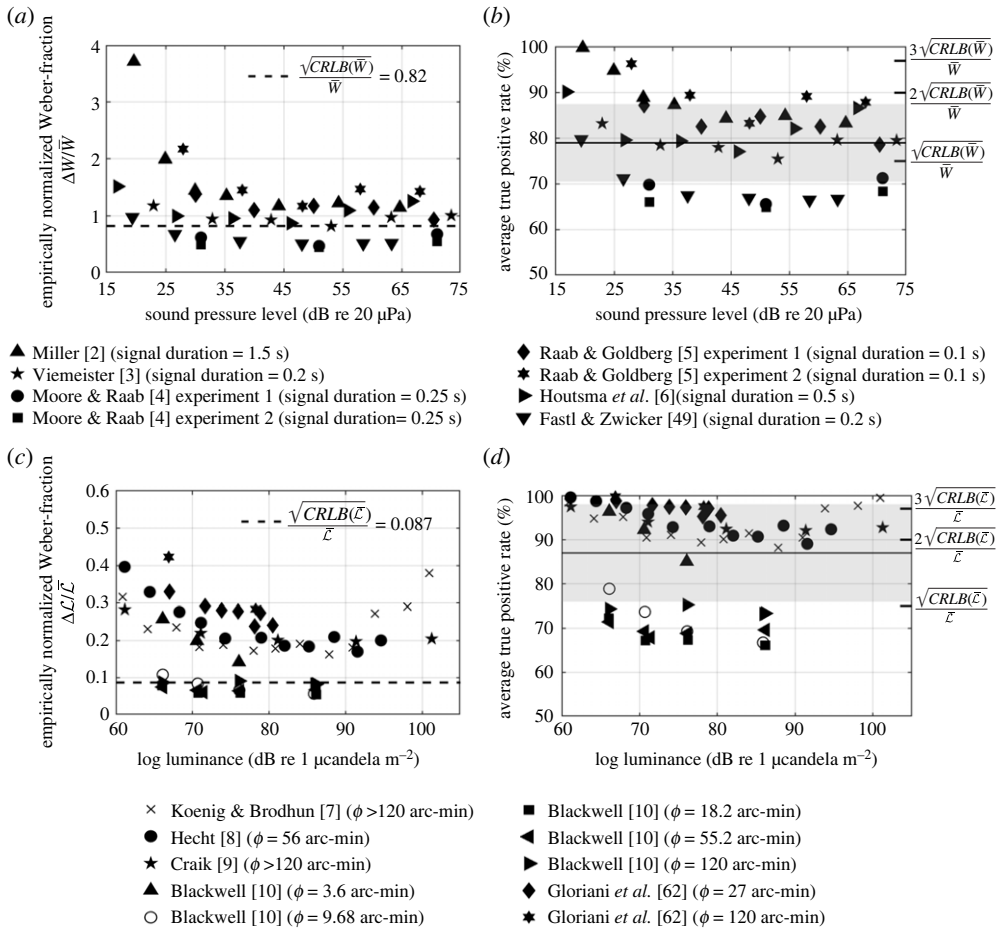 (a)
(b)
empirically normalized Weber-fraction
ΔW/W̅
4
3
2
1
0
√CRLB(W̅)/W̅ = 0.82
15 25 35 45 55 65 75
sound pressure level (dB re 20 µPa)
average true positive rate (%)
100
90
80
70
60
50
3√CRLB(W̅)/W̅
2√CRLB(W̅)/W̅
√CRLB(W̅)/W̅
15 25 35 45 55 65 75
sound pressure level (dB re 20 µPa)
Miller [2] (signal duration = 1.5 s)
Viemeister [3] (signal duration = 0.2 s)
Moore & Raab [4] experiment 1 (signal duration = 0.25 s)
Moore & Raab [4] experiment 2 (signal duration= 0.25 s)
Raab & Goldberg [5] experiment 1 (signal duration = 0.1 s)
Raab & Goldberg [5] experiment 2 (signal duration = 0.1 s)
Houtsma et al. [6](signal duration = 0.5 s)
Fastl & Zwicker [49] (signal duration = 0.2 s)
(c)
(d)
empirically normalized Weber-fraction
Δℒ/ℒ̅
0.6
0.5
0.4
0.3
0.2
0.1
0
√CRLB(ℒ̅)/ℒ̅ = 0.087
60 70 80 90 100
log luminance (dB re 1 µcandela m⁻²)
average true positive rate (%)
100
90
80
70
60
50
3√CRLB(ℒ̅)/ℒ̅
2√CRLB(ℒ̅)/ℒ̅
√CRLB(ℒ̅)/ℒ̅
60 70 80 90 100
log luminance (dB re 1 µcandela m⁻²)
Koenig & Brodhun [7] (ϕ >120 arc-min)
Hecht [8] (ϕ = 56 arc-min)
Craik [9] (ϕ >120 arc-min)
Blackwell [10] (ϕ = 3.6 arc-min)
Blackwell [10] (ϕ = 9.68 arc-min)
Blackwell [10] (ϕ = 18.2 arc-min)
Blackwell [10] (ϕ = 55.2 arc-min)
Blackwell [10] (ϕ = 120 arc-min)
Gloriani et al. [62] (ϕ = 27 arc-min)
Gloriani et al. [62] (ϕ = 120 arc-min)